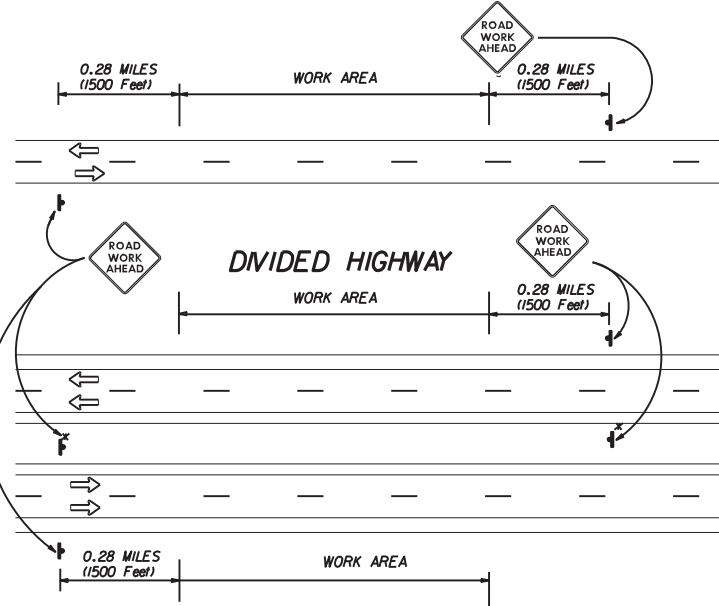 ROAD
WORK
AHEAD
0.28 MILES
(1500 Feet)
WORK AREA
0.28 MILES
(1500 Feet)
ROAD
WORK
AHEAD
DIVIDED HIGHWAY
ROAD
WORK
AHEAD
WORK AREA
0.28 MILES
(1500 Feet)
x
x
0.28 MILES
(1500 Feet)
WORK AREA